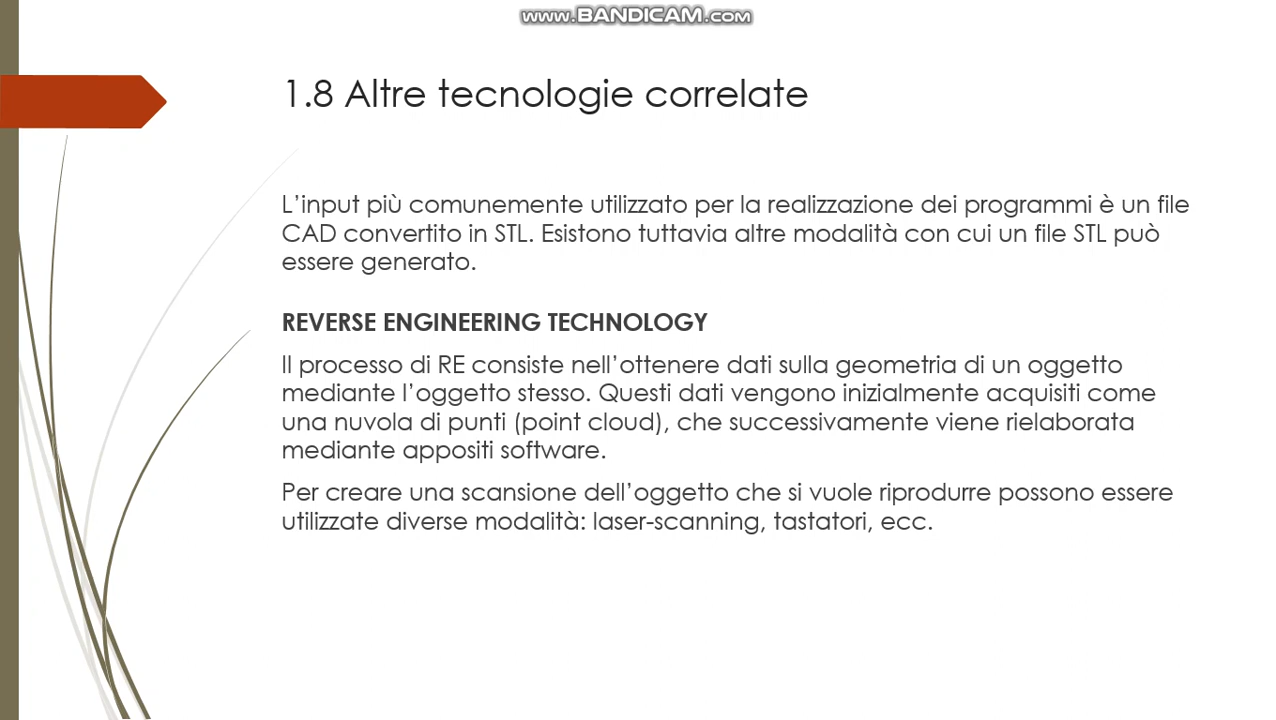 www.BANDICAM.com
1.8 Altre tecnologie correlate
L’input più comunemente utilizzato per la realizzazione dei programmi è un file
CAD convertito in STL. Esistono tuttavia altre modalità con cui un file STL può
essere generato.
REVERSE ENGINEERING TECHNOLOGY
Il processo di RE consiste nell’ottenere dati sulla geometria di un oggetto
mediante l’oggetto stesso. Questi dati vengono inizialmente acquisiti come
una nuvola di punti (point cloud), che successivamente viene rielaborata
mediante appositi software.
Per creare una scansione dell’oggetto che si vuole riprodurre possono essere
utilizzate diverse modalità: laser-scanning, tastatori, ecc.